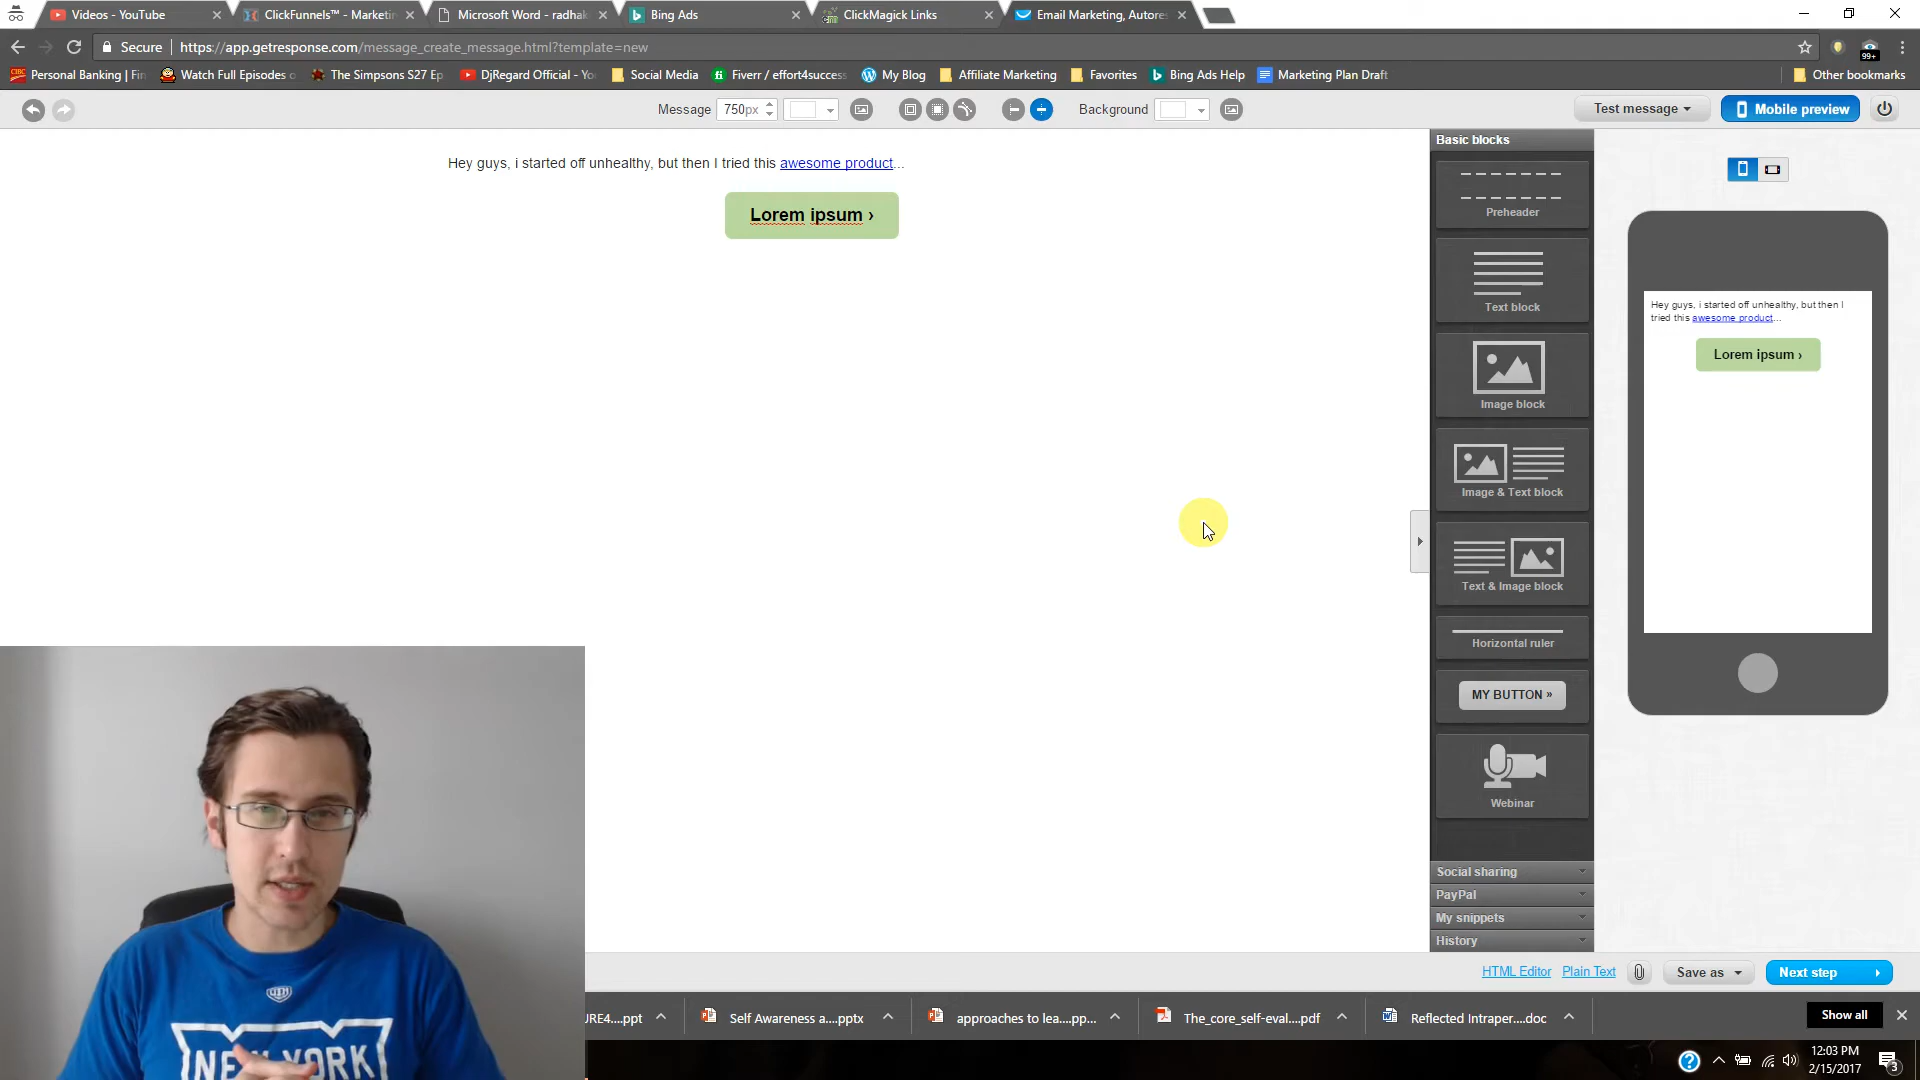 Videos - YouTube
ClickFunnels™ - Marketin
Microsoft Word - radhak
Bing Ads
ClickMagick Links
Email Marketing, Autores
Secure
https://app.getresponse.com/message_create_message.html?template=new
99+
Personal Banking | Fin
Watch Full Episodes o
The Simpsons S27 Ep
DjRegard Official - Yo
Social Media
Fiverr / effort4success
My Blog
Affiliate Marketing
Favorites
Bing Ads Help
Marketing Plan Draft
Other bookmarks
Message
750px
Background
Test message
Mobile preview
Hey guys, i started off unhealthy, but then I tried this awesome product...
Lorem ipsum ›
Basic blocks
Preheader
Text block
Image block
Image & Text block
Text & Image block
Horizontal ruler
MY BUTTON »
Webinar
Social sharing
PayPal
My snippets
History
Hey guys, i started off unhealthy, but then I
tried this awesome product...
Lorem ipsum ›
HTML Editor
Plain Text
Save as
Next step
URE4....ppt
Self Awareness a....pptx
approaches to lea....pp...
The_core_self-eval....pdf
Reflected Intraper....doc
Show all
12:03 PM
2/15/2017
3
NEW YORK